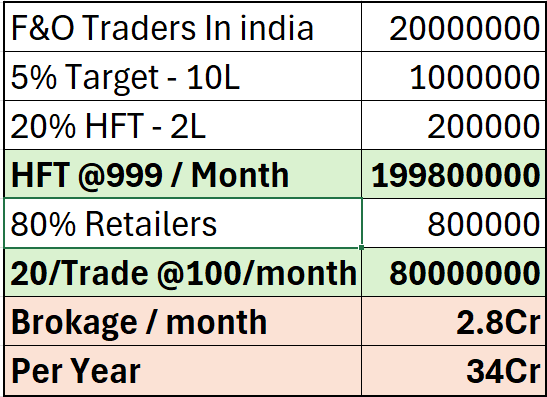 F&O Traders In india 20000000
5% Target - 10L 1000000
20% HFT - 2L 200000
HFT @999 / Month 199800000
80% Retailers 800000
20/Trade @100/month 80000000
Brokage / month 2.8Cr
Per Year 34Cr